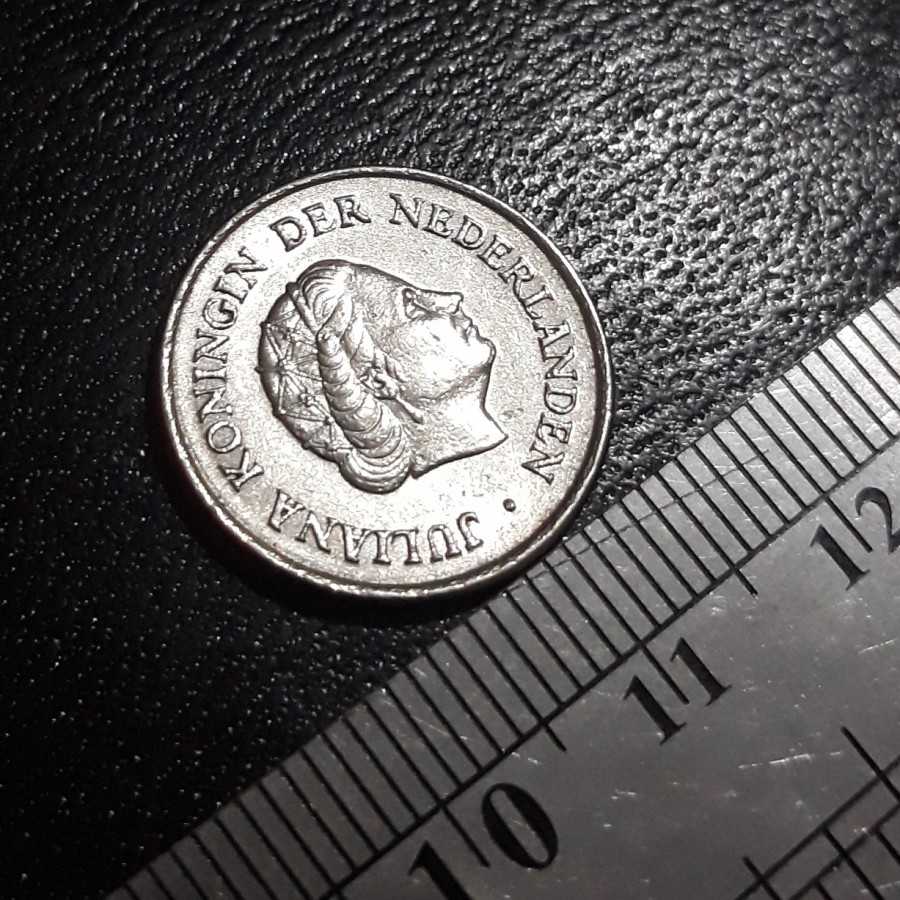 JULIANA KONINGIN DER NEDERLANDEN •
10
11
12